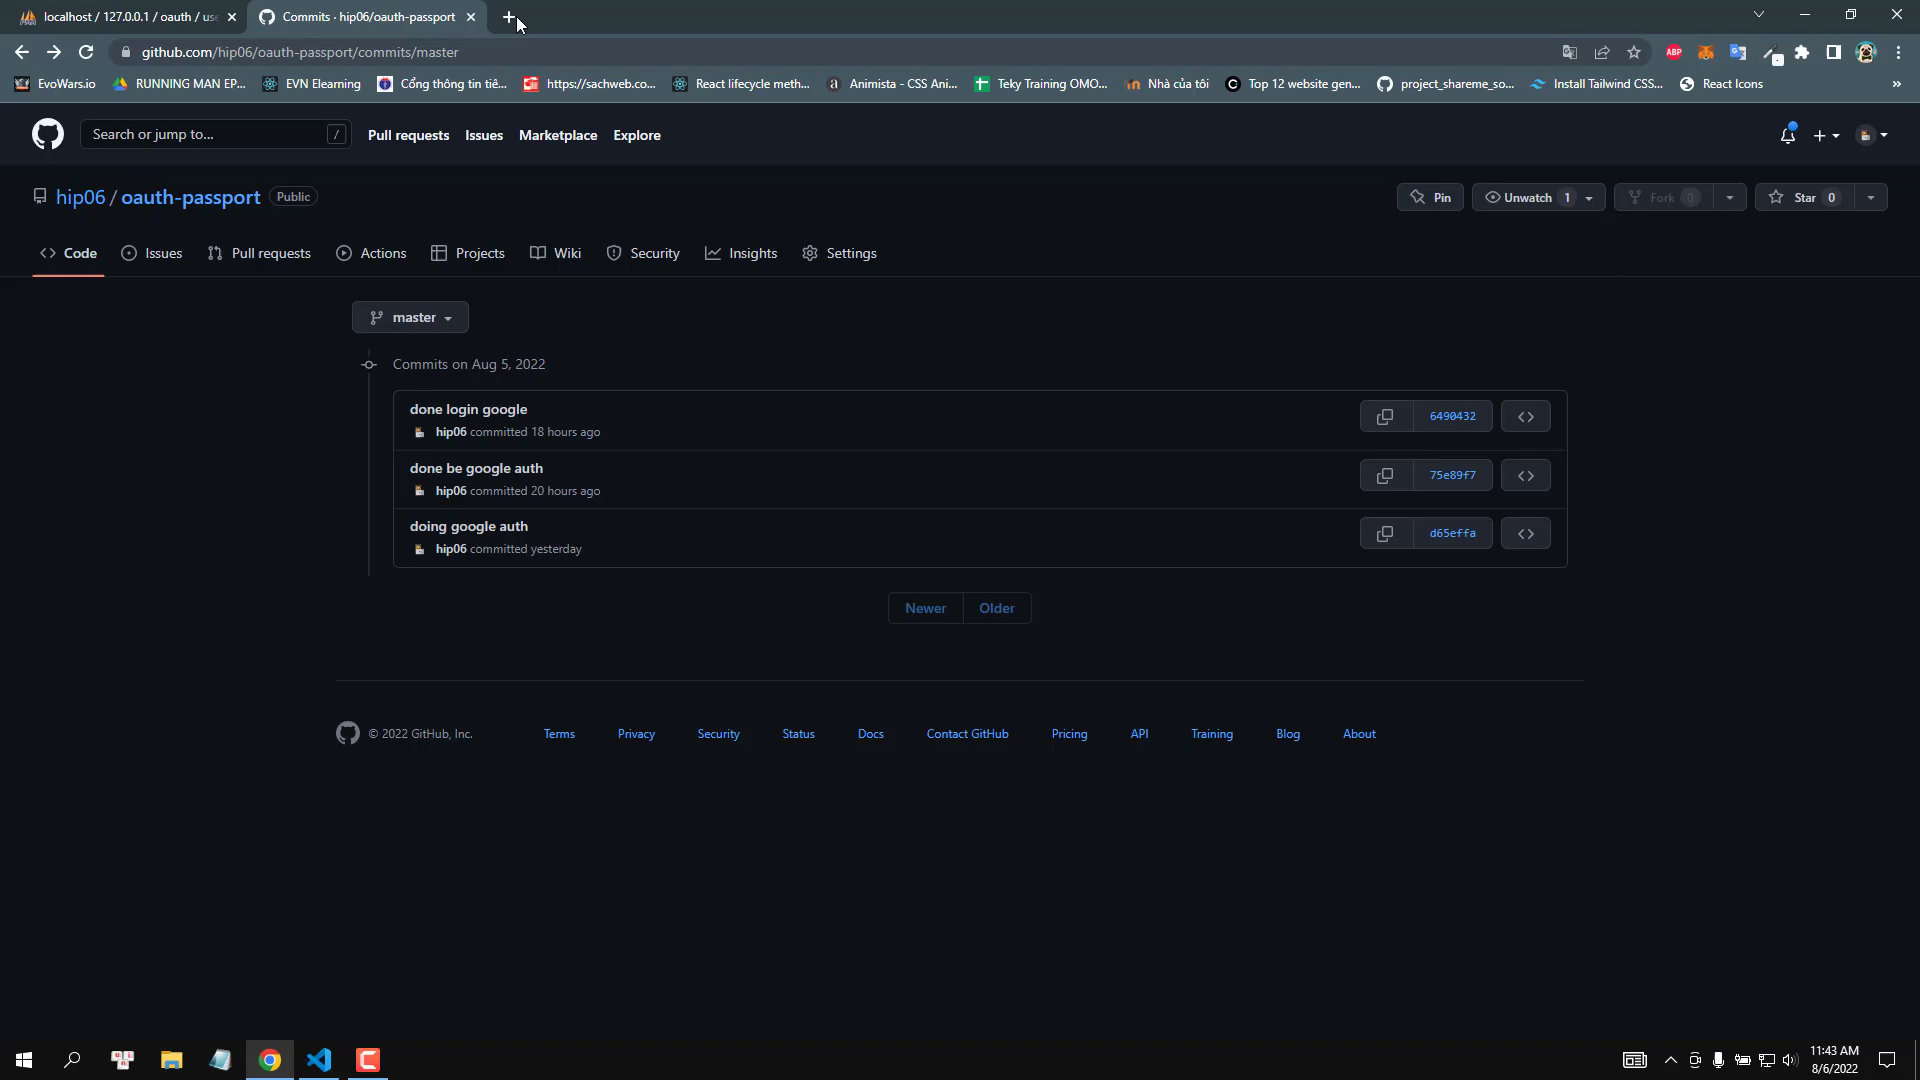 localhost / 127.0.0.1 / oauth / use
Commits · hip06/oauth-passport
github.com/hip06/oauth-passport/commits/master
EvoWars.io
RUNNING MAN EP...
EVN Elearning
Cổng thông tin tiê...
https://sachweb.co...
React lifecycle meth...
Animista - CSS Ani...
Teky Training OMO...
Nhà của tôi
Top 12 website gen...
project_shareme_so...
Install Tailwind CSS...
React Icons
Search or jump to... /
Pull requests
Issues
Marketplace
Explore
hip06 / oauth-passport Public
Pin
Unwatch 1
Fork 0
Star 0
Code
Issues
Pull requests
Actions
Projects
Wiki
Security
Insights
Settings
master
Commits on Aug 5, 2022
done login google
hip06 committed 18 hours ago
6490432
done be google auth
hip06 committed 20 hours ago
75e89f7
doing google auth
hip06 committed yesterday
d65effa
Newer
Older
© 2022 GitHub, Inc.
Terms
Privacy
Security
Status
Docs
Contact GitHub
Pricing
API
Training
Blog
About
11:43 AM
8/6/2022